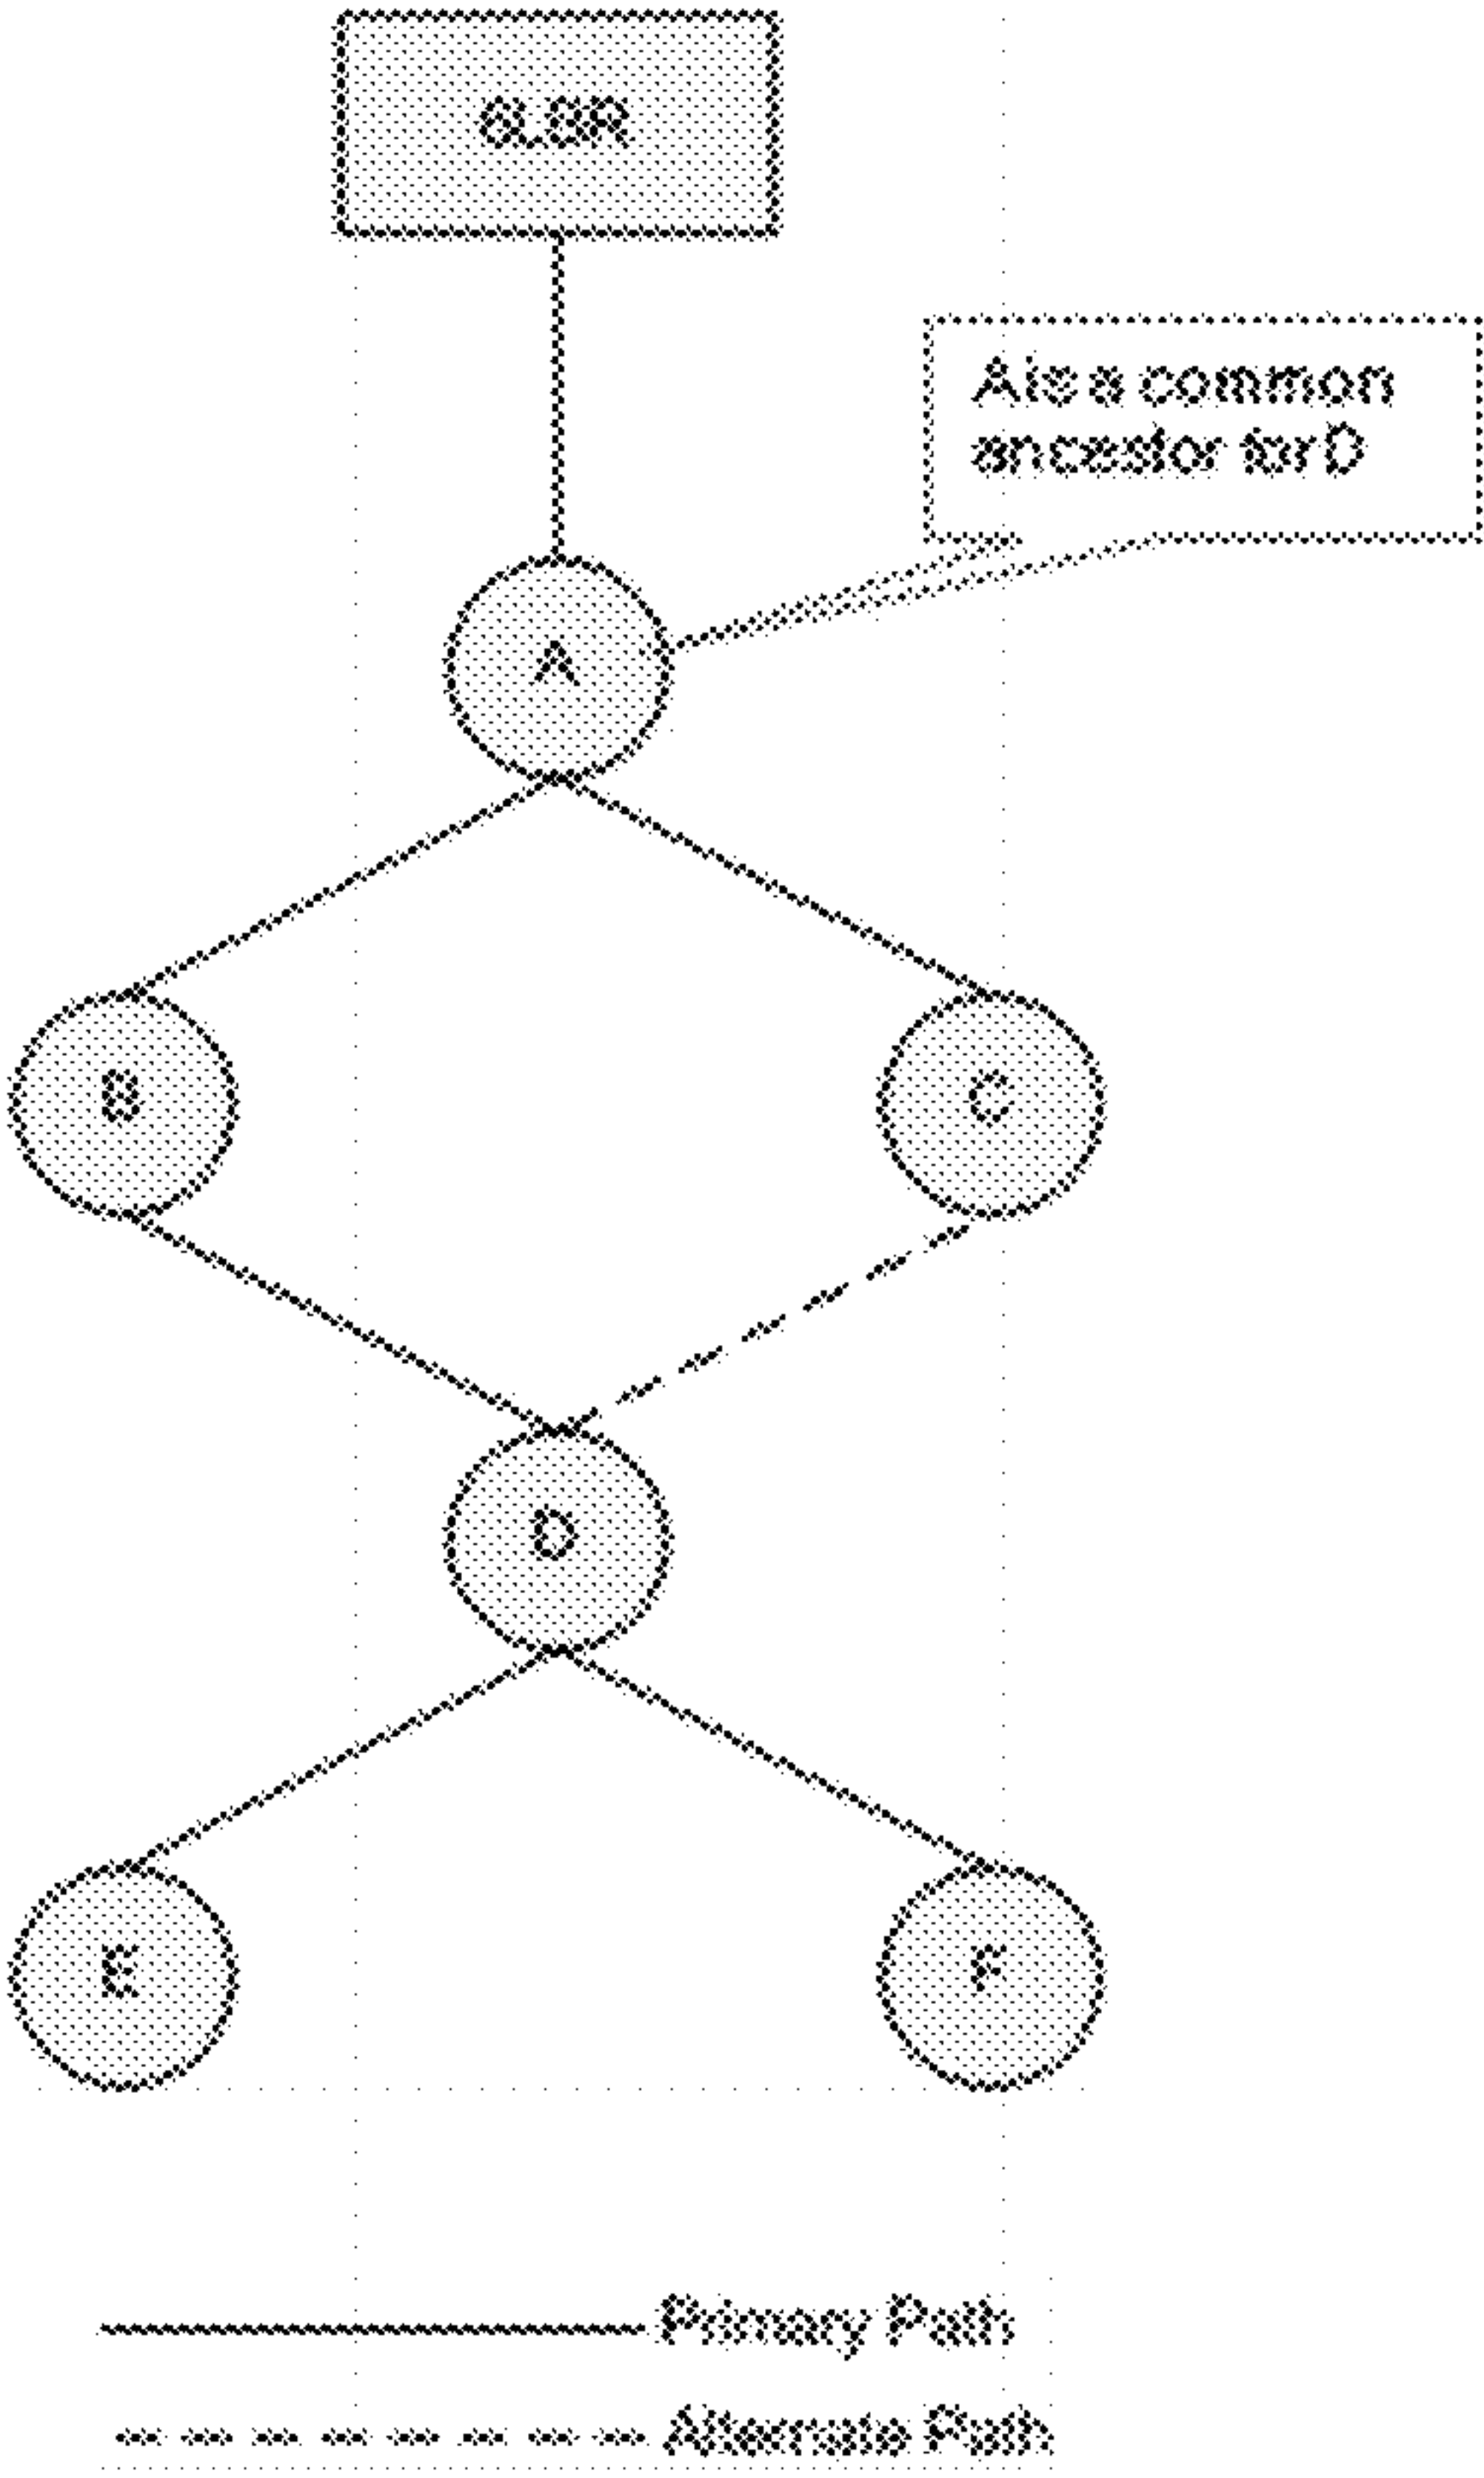 6LBR
A is a common
ancestor for D
A
B
C
D
E
F
Primary Path
Alternate Path